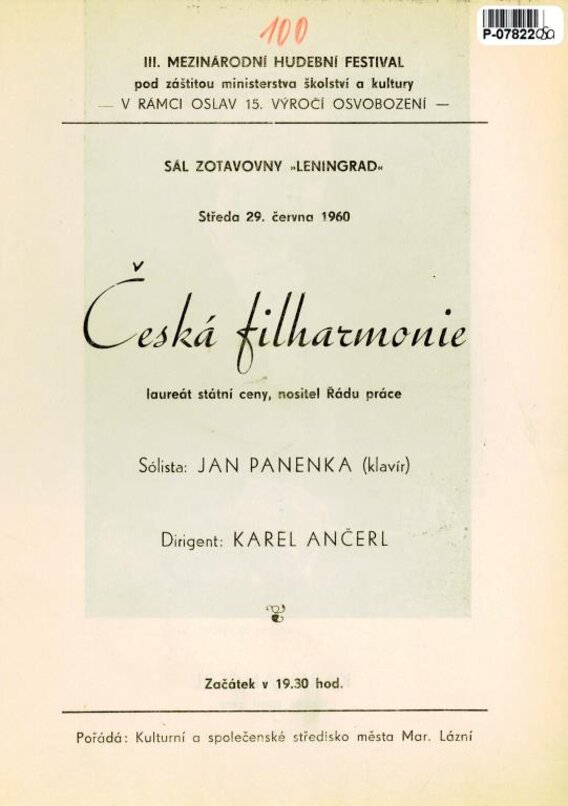 100
P-07822
III. MEZINÁRODNÍ HUDEBNÍ FESTIVAL
pod záštitou ministerstva školství a kultury
— V RÁMCI OSLAV 15. VÝROČÍ OSVOBOZENÍ —
SÁL ZOTAVOVNY »LENINGRAD«
Středa 29. června 1960
Česká filharmonie
laureát státní ceny, nositel Řádu práce
Sólista: JAN PANENKA (klavír)
Dirigent: KAREL ANČERL
Začátek v 19.30 hod.
Pořádá: Kulturní a společenské středisko města Mar. Lázní